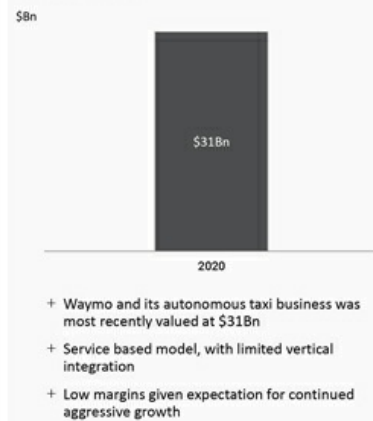 $Bn
$31Bn
2020
+ Waymo and its autonomous taxi business was
most recently valued at $31Bn
+ Service based model, with limited vertical
integration
+ Low margins given expectation for continued
aggressive growth